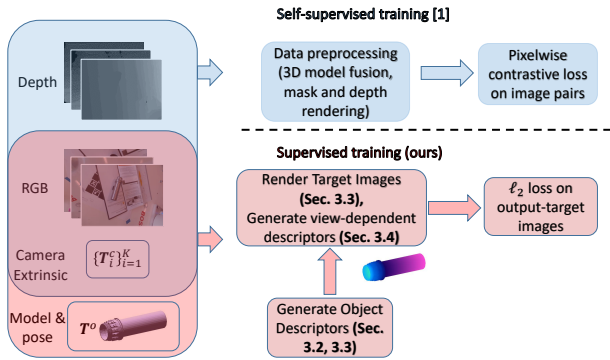 Self-supervised training [1]
Depth
Data preprocessing
(3D model fusion,
mask and depth
rendering)
Pixelwise
contrastive loss
on image pairs
Supervised training (ours)
RGB
Render Target Images
(Sec. 3.3),
Generate view-dependent
descriptors (Sec. 3.4)
ℓ₂ loss on
output-target
images
Camera
Extrinsic
{T_i^c}_{i=1}^K
Model &
pose
T^o
Generate Object
Descriptors (Sec.
3.2, 3.3)